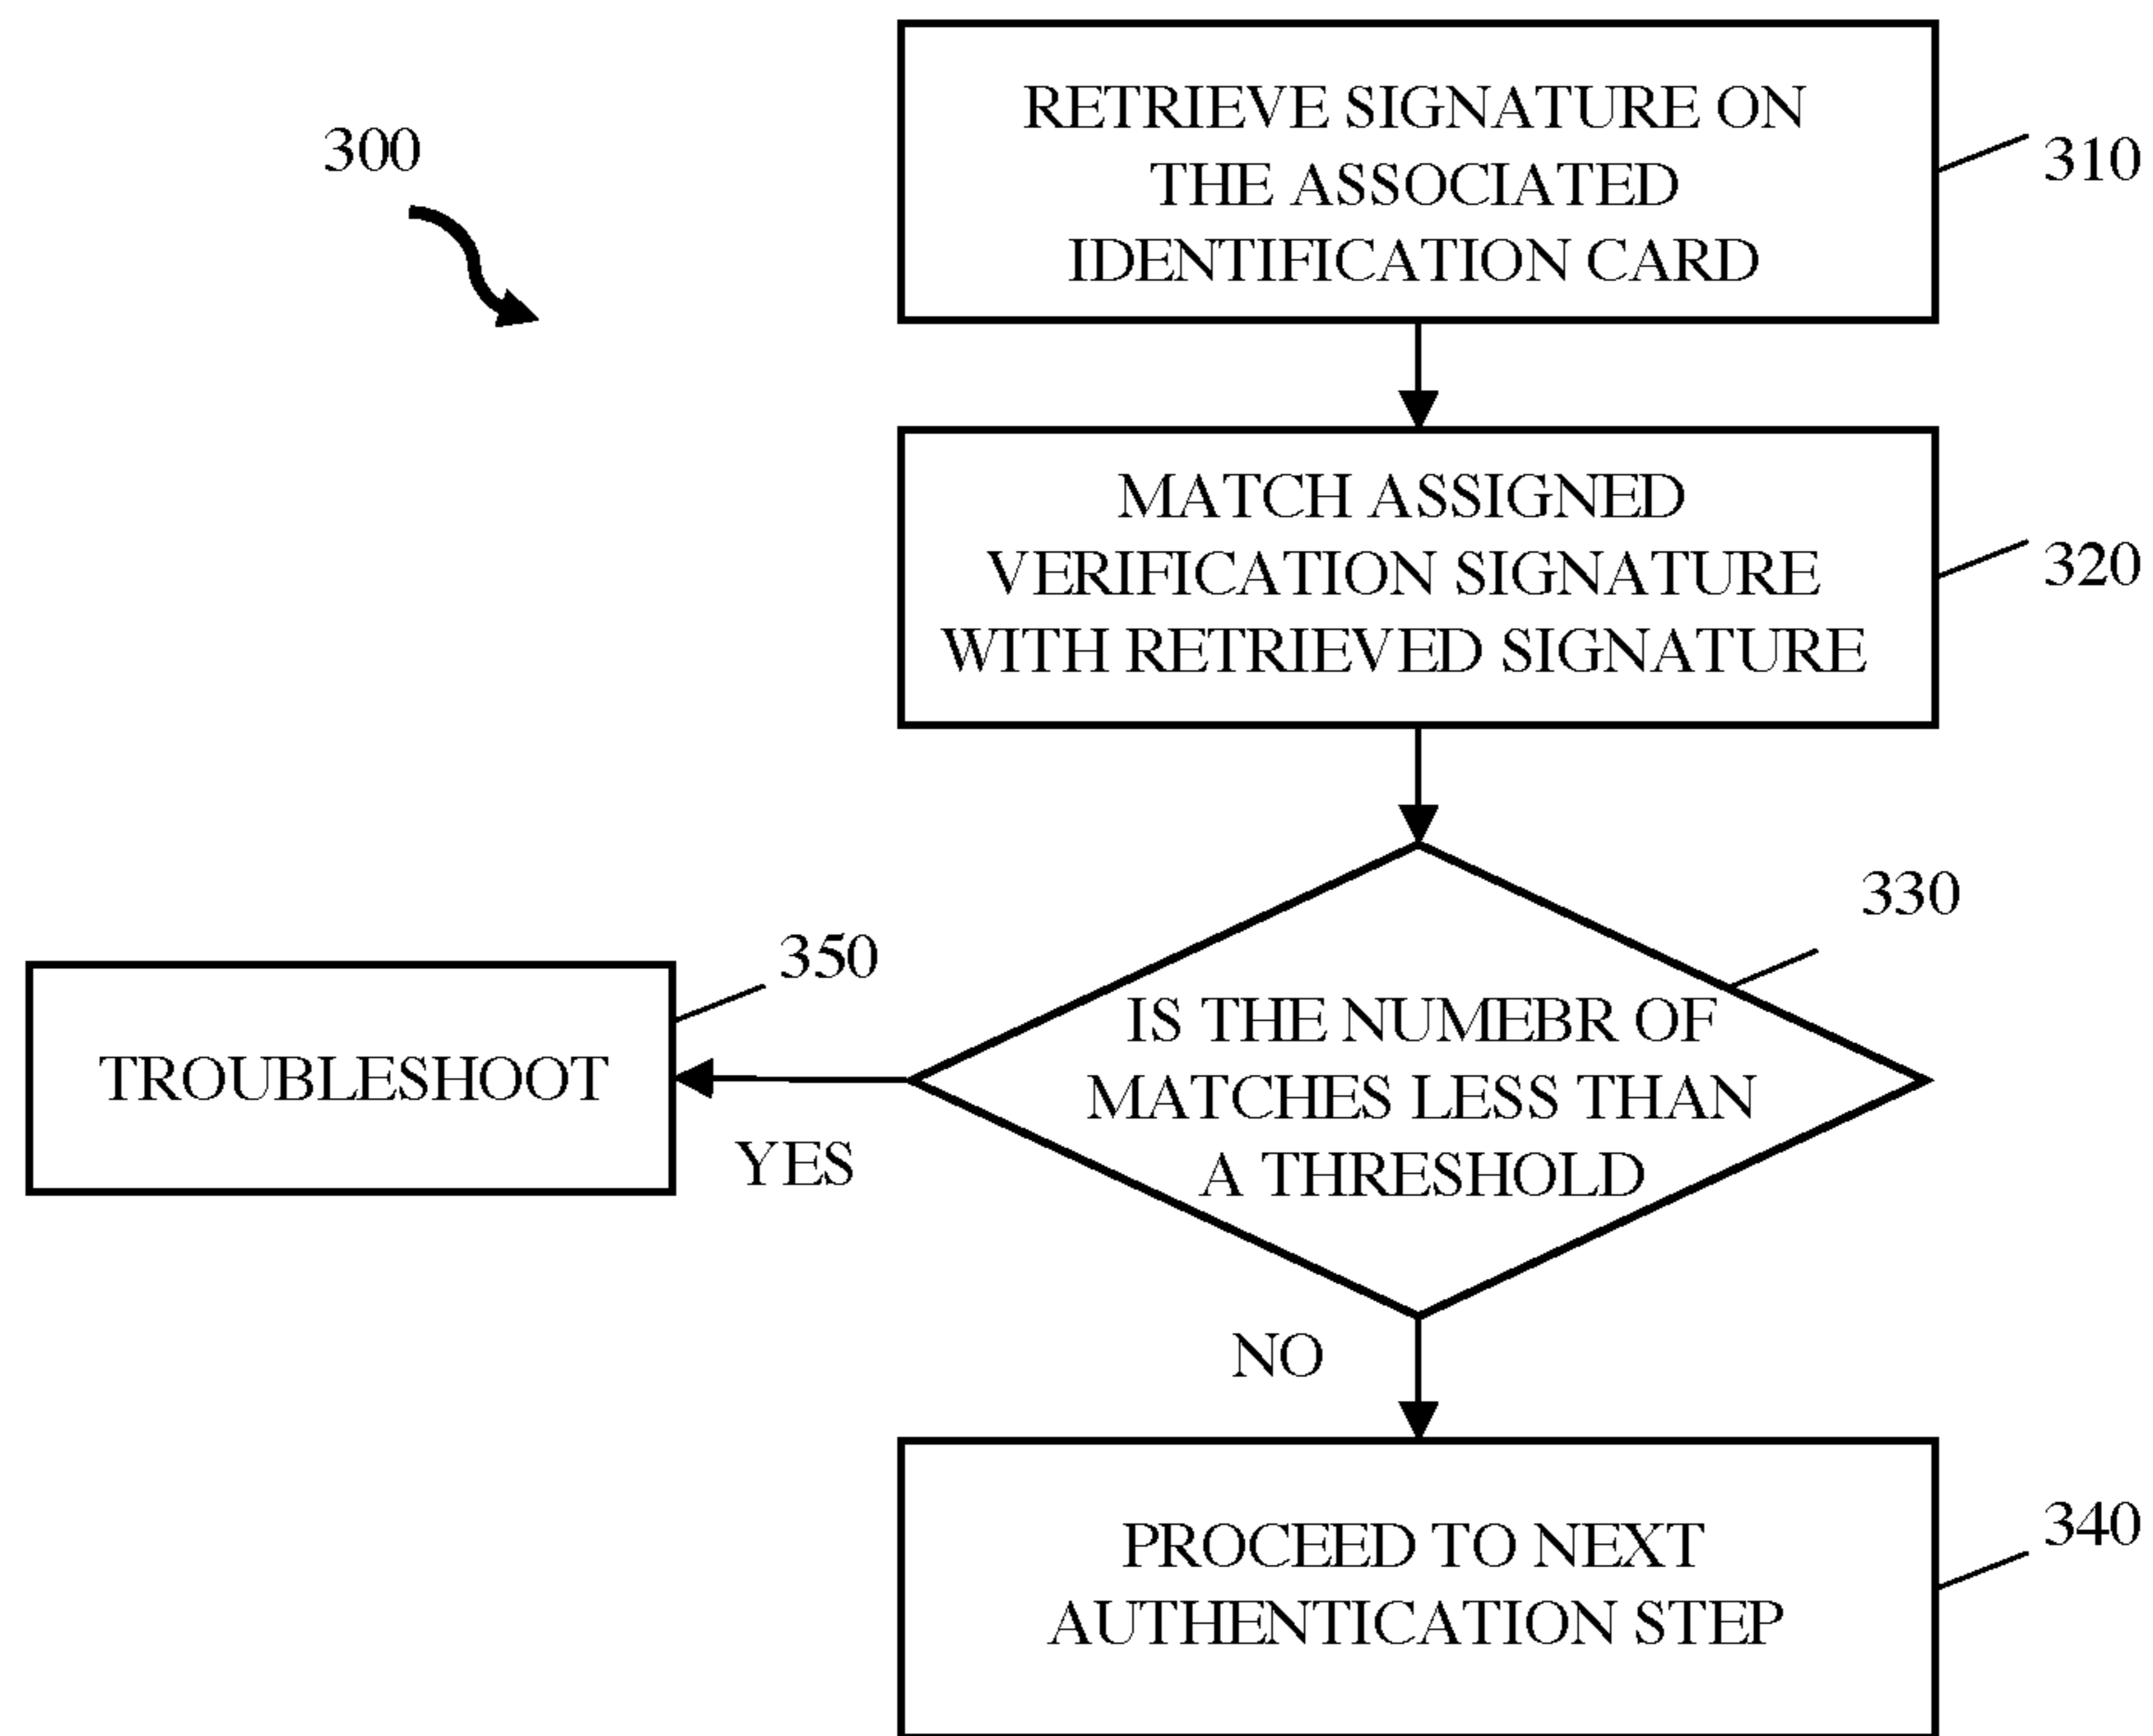 300
RETRIEVE SIGNATURE ON
THE ASSOCIATED
IDENTIFICATION CARD
310
MATCH ASSIGNED
VERIFICATION SIGNATURE
WITH RETRIEVED SIGNATURE
320
IS THE NUMEBR OF
MATCHES LESS THAN
A THRESHOLD
330
350
TROUBLESHOOT
YES
NO
PROCEED TO NEXT
AUTHENTICATION STEP
340